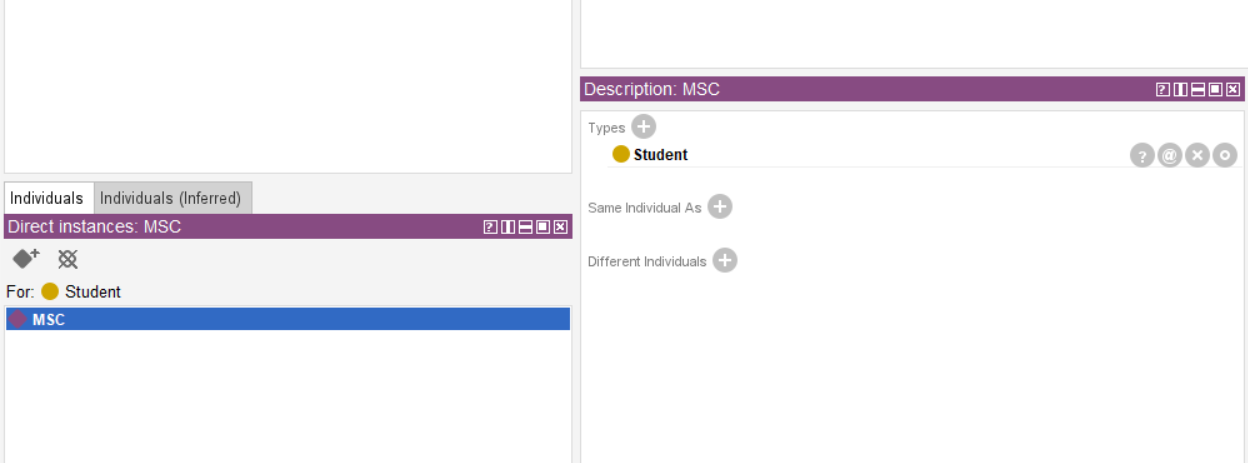 Individuals
Individuals (Inferred)
Direct instances: MSC
For: Student
MSC
Description: MSC
Types
Student
Same Individual As
Different Individuals